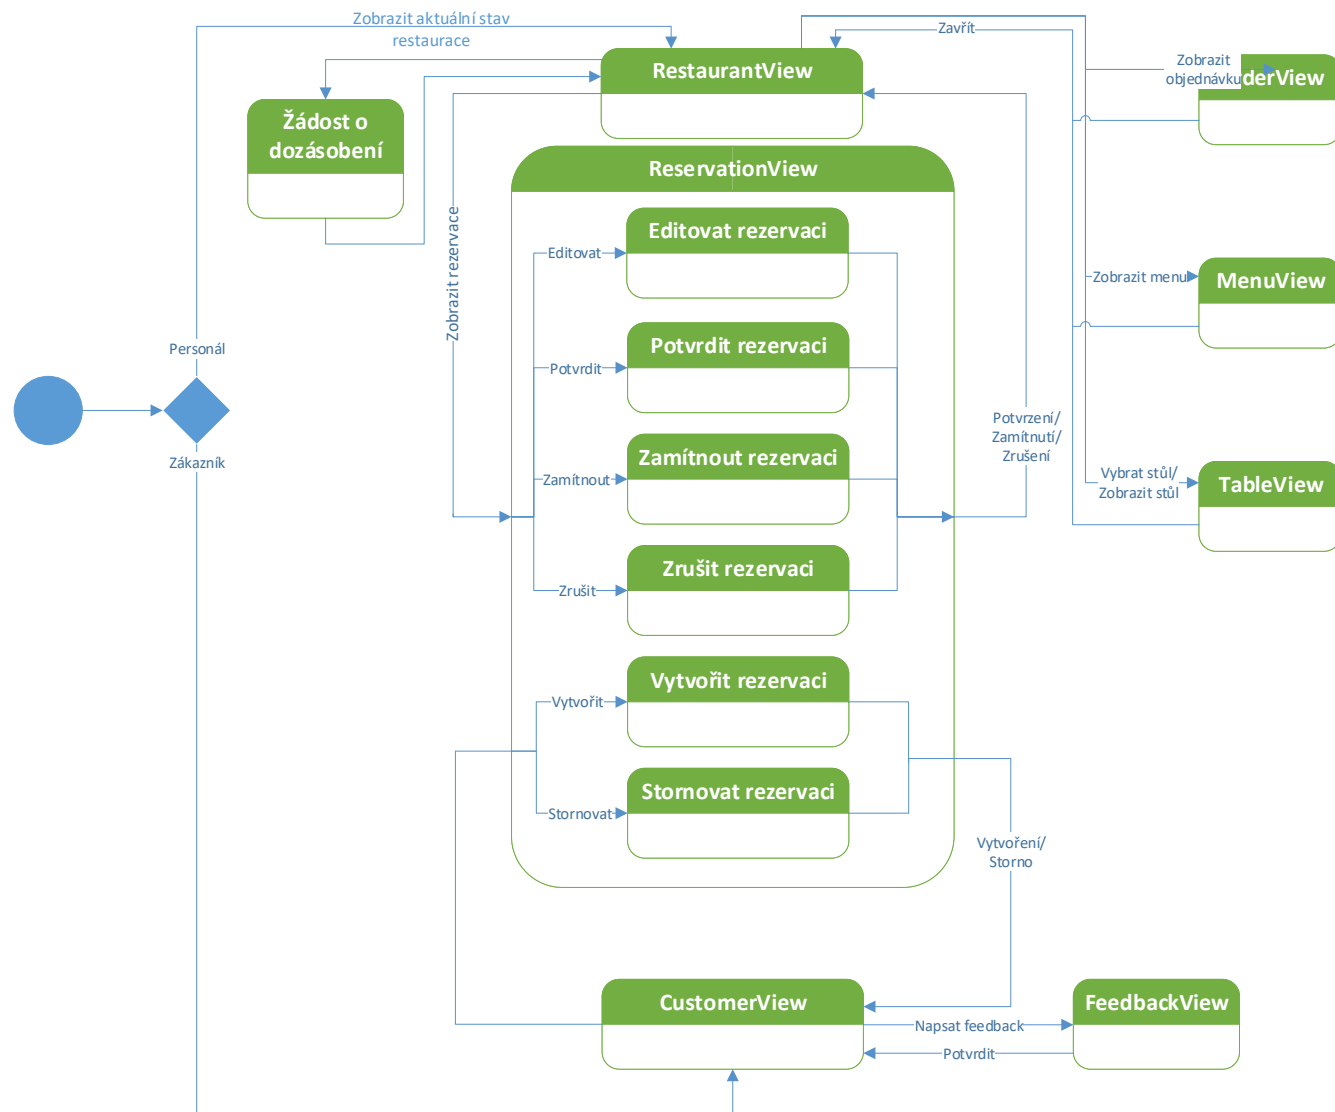 Zobrazit aktuální stav
restaurace
Zavřít
RestaurantView
Zobrazit
objednávku
derView
Žádost o
dozásobení
ReservationView
Zobrazit rezervace
Editovat rezervaci
Editovat
Zobrazit menu
MenuView
Personál
Potvrdit rezervaci
Potvrdit
Potvrzení/
Zamítnutí/
Zrušení
Zákazník
Zamítnout rezervaci
Zamítnout
Vybrat stůl/
Zobrazit stůl
TableView
Zrušit rezervaci
Zrušit
Vytvořit rezervaci
Vytvořit
Stornovat rezervaci
Stornovat
Vytvoření/
Storno
CustomerView
FeedbackView
Napsat feedback
Potvrdit